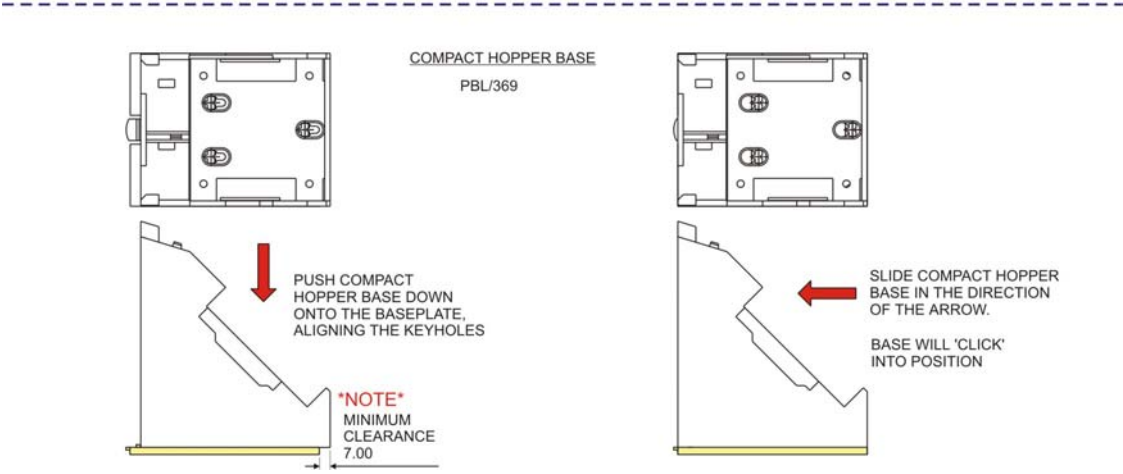 COMPACT HOPPER BASE
PBL/369
PUSH COMPACT
HOPPER BASE DOWN
ONTO THE BASEPLATE,
ALIGNING THE KEYHOLES
*NOTE*
MINIMUM
CLEARANCE
7.00
SLIDE COMPACT HOPPER
BASE IN THE DIRECTION
OF THE ARROW.
BASE WILL 'CLICK'
INTO POSITION